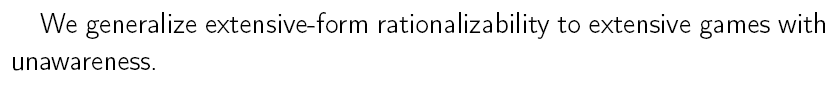 We generalize extensive-form rationalizability to extensive games with
unawareness.